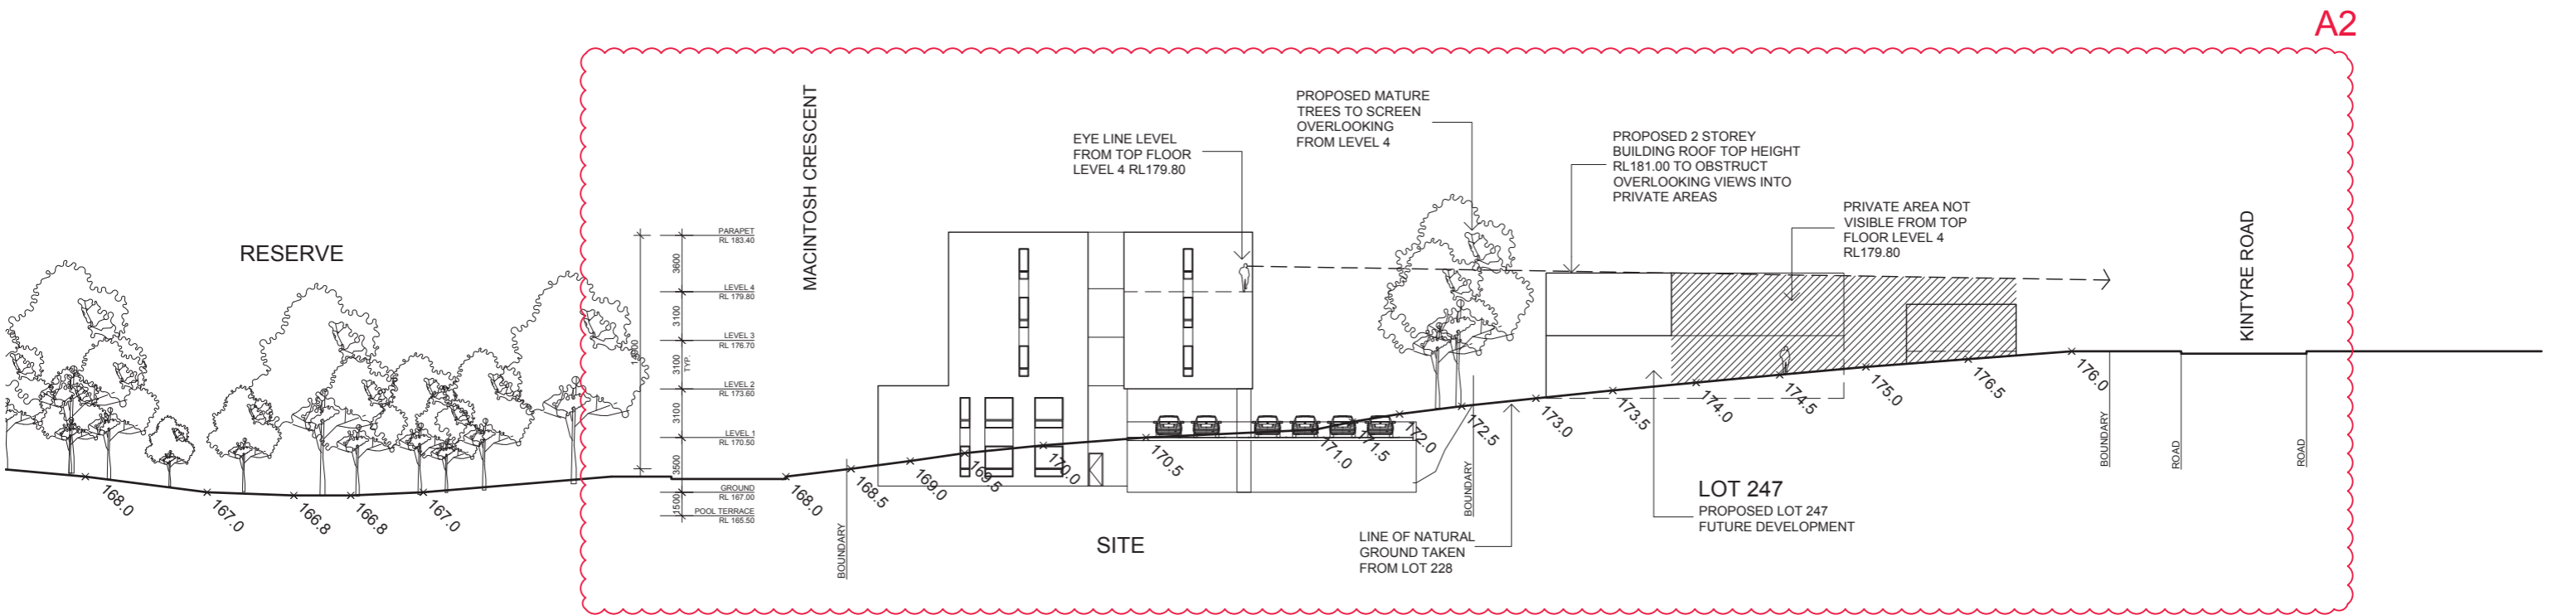 A2
RESERVE
MACINTOSH CRESCENT
EYE LINE LEVEL
FROM TOP FLOOR
LEVEL 4 RL179.80
PROPOSED MATURE
TREES TO SCREEN
OVERLOOKING
FROM LEVEL 4
PROPOSED 2 STOREY
BUILDING ROOF TOP HEIGHT
RL181.00 TO OBSTRUCT
OVERLOOKING VIEWS INTO
PRIVATE AREAS
PRIVATE AREA NOT
VISIBLE FROM TOP
FLOOR LEVEL 4
RL179.80
KINTYRE ROAD
PARAPET
RL 183.40
3600
LEVEL 4
RL 179.80
3100
LEVEL 3
RL 176.70
3100
TYP.
LEVEL 2
RL 173.60
3100
LEVEL 1
RL 170.50
3500
GROUND
RL 167.00
1500
POOL TERRACE
RL 165.50
168.0
167.0
166.8
166.8
167.0
168.0
168.5
169.0
169.5
170.0
170.5
171.0
171.5
172.0
172.5
173.0
173.5
174.0
174.5
175.0
176.5
176.0
BOUNDARY
BOUNDARY
BOUNDARY
ROAD
ROAD
SITE
LINE OF NATURAL
GROUND TAKEN
FROM LOT 228
LOT 247
PROPOSED LOT 247
FUTURE DEVELOPMENT